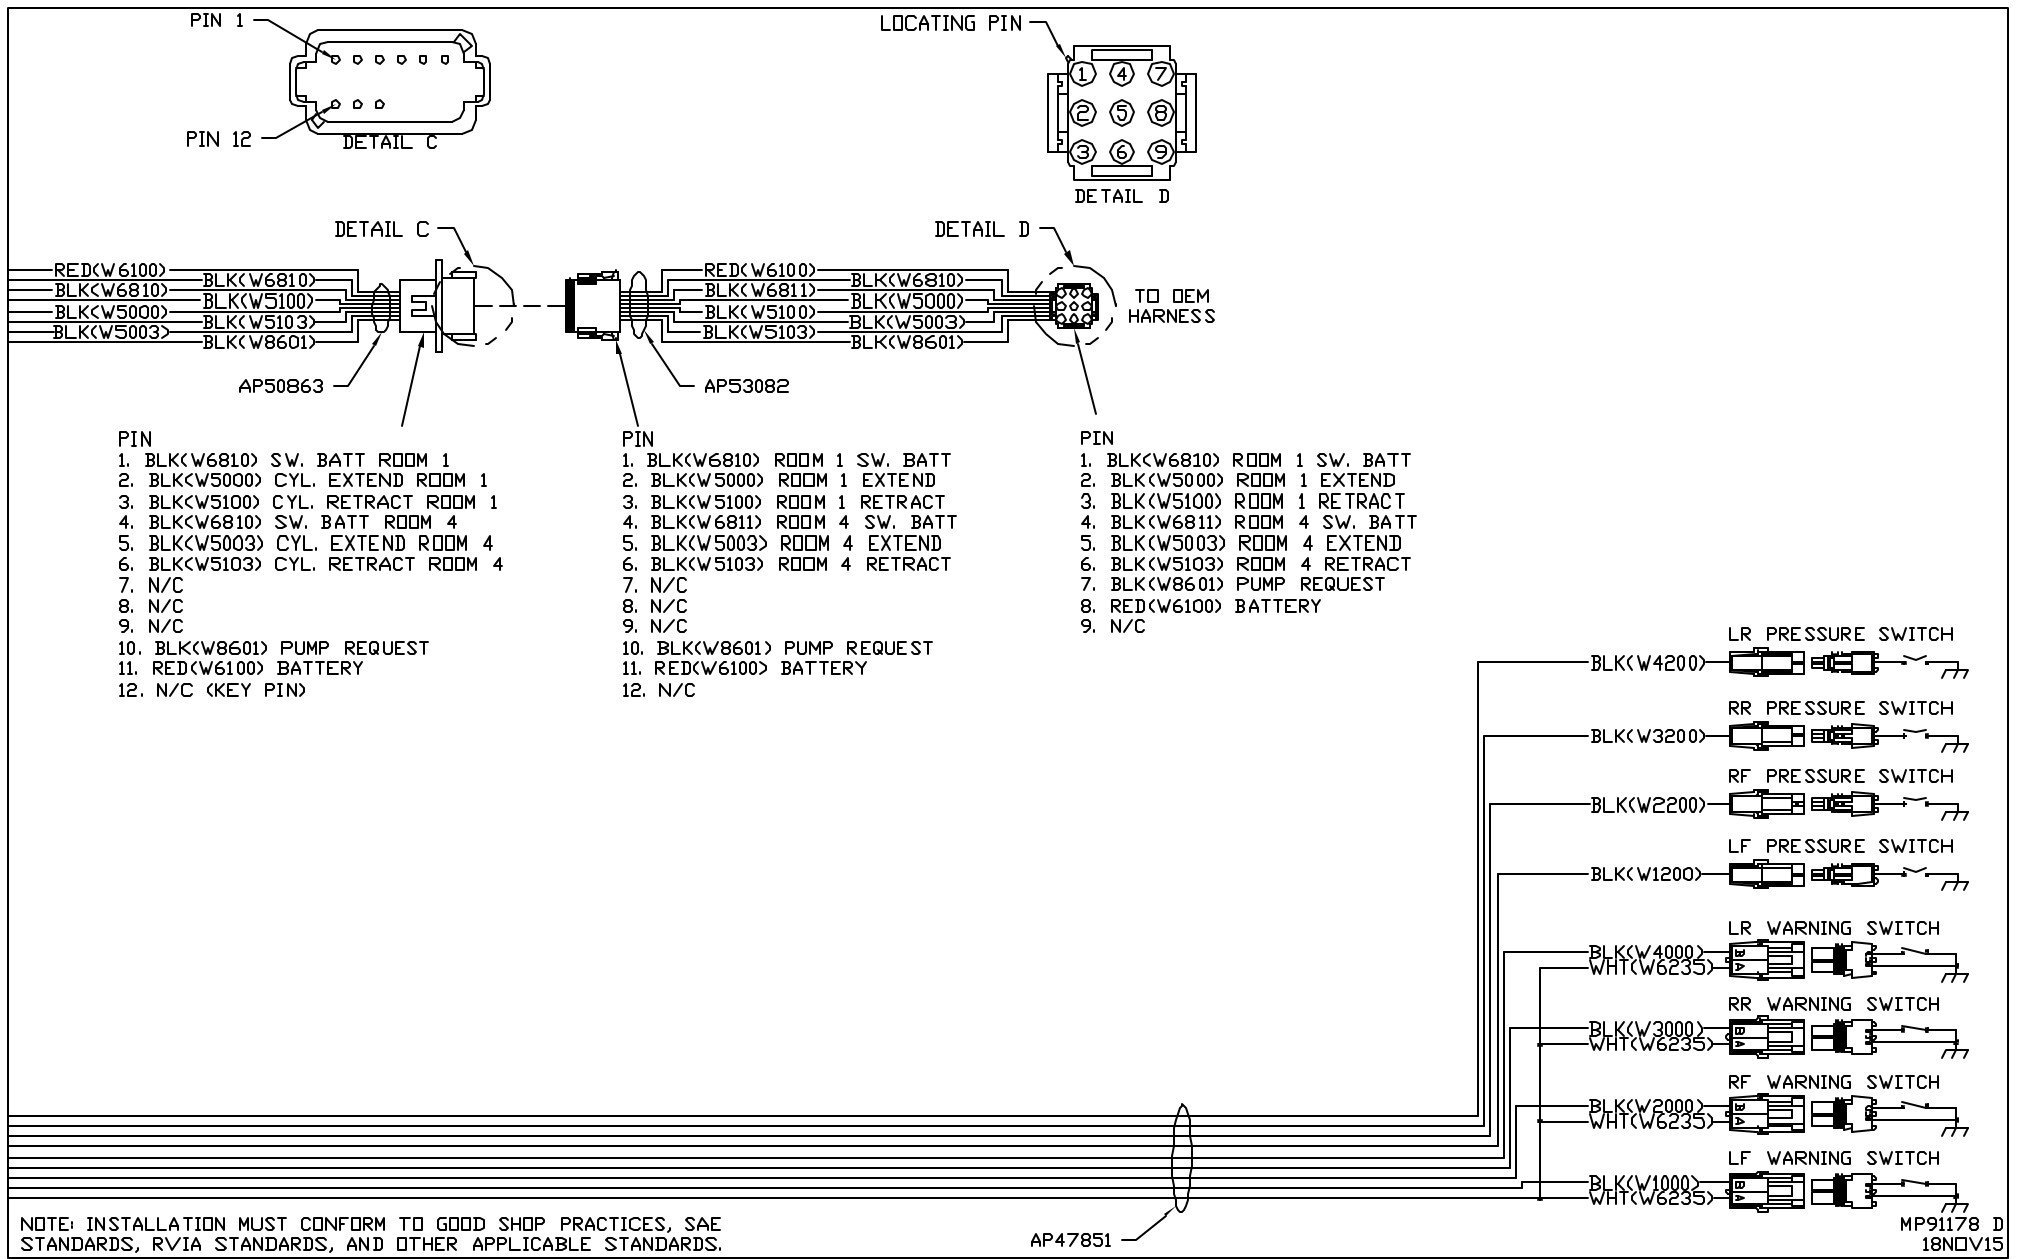 PIN 1
PIN 12
DETAIL C
LOCATING PIN
1 4 7
2 5 8
3 6 9
DETAIL D
DETAIL C
RED(W6100)
BLK(W6810)
BLK(W6810)
BLK(W5100)
BLK(W5000)
BLK(W5103)
BLK(W5003)
BLK(W8601)
AP50863
DETAIL D
RED(W6100)
BLK(W6810)
BLK(W6811)
BLK(W5000)
BLK(W5100)
BLK(W5003)
BLK(W5103)
BLK(W8601)
AP53082
TO OEM
HARNESS
PIN
1. BLK(W6810) SW. BATT ROOM 1
2. BLK(W5000) CYL. EXTEND ROOM 1
3. BLK(W5100) CYL. RETRACT ROOM 1
4. BLK(W6810) SW. BATT ROOM 4
5. BLK(W5003) CYL. EXTEND ROOM 4
6. BLK(W5103) CYL. RETRACT ROOM 4
7. N/C
8. N/C
9. N/C
10. BLK(W8601) PUMP REQUEST
11. RED(W6100) BATTERY
12. N/C (KEY PIN)
PIN
1. BLK(W6810) ROOM 1 SW. BATT
2. BLK(W5000) ROOM 1 EXTEND
3. BLK(W5100) ROOM 1 RETRACT
4. BLK(W6811) ROOM 4 SW. BATT
5. BLK(W5003) ROOM 4 EXTEND
6. BLK(W5103) ROOM 4 RETRACT
7. N/C
8. N/C
9. N/C
10. BLK(W8601) PUMP REQUEST
11. RED(W6100) BATTERY
12. N/C
PIN
1. BLK(W6810) ROOM 1 SW. BATT
2. BLK(W5000) ROOM 1 EXTEND
3. BLK(W5100) ROOM 1 RETRACT
4. BLK(W6811) ROOM 4 SW. BATT
5. BLK(W5003) ROOM 4 EXTEND
6. BLK(W5103) ROOM 4 RETRACT
7. BLK(W8601) PUMP REQUEST
8. RED(W6100) BATTERY
9. N/C
LR PRESSURE SWITCH
BLK(W4200)
RR PRESSURE SWITCH
BLK(W3200)
RF PRESSURE SWITCH
BLK(W2200)
LF PRESSURE SWITCH
BLK(W1200)
LR WARNING SWITCH
BLK(W4000) B
WHT(W6235) A
RR WARNING SWITCH
BLK(W3000) B
WHT(W6235) A
RF WARNING SWITCH
BLK(W2000) B
WHT(W6235) A
LF WARNING SWITCH
BLK(W1000) B
WHT(W6235) A
AP47851
NOTE: INSTALLATION MUST CONFORM TO GOOD SHOP PRACTICES, SAE
STANDARDS, RVIA STANDARDS, AND OTHER APPLICABLE STANDARDS.
MP91178 D
18NOV15